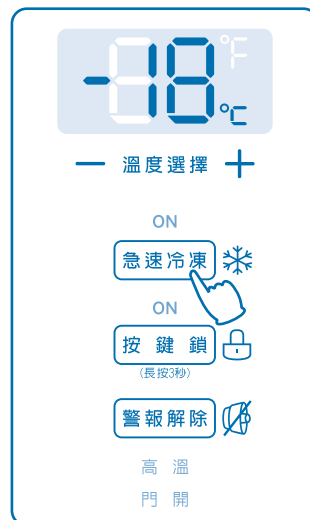 °F
-18
°C
− 溫度選擇 +
ON
急速冷凍
ON
按鍵鎖
(長按3秒)
警報解除
高溫
門開